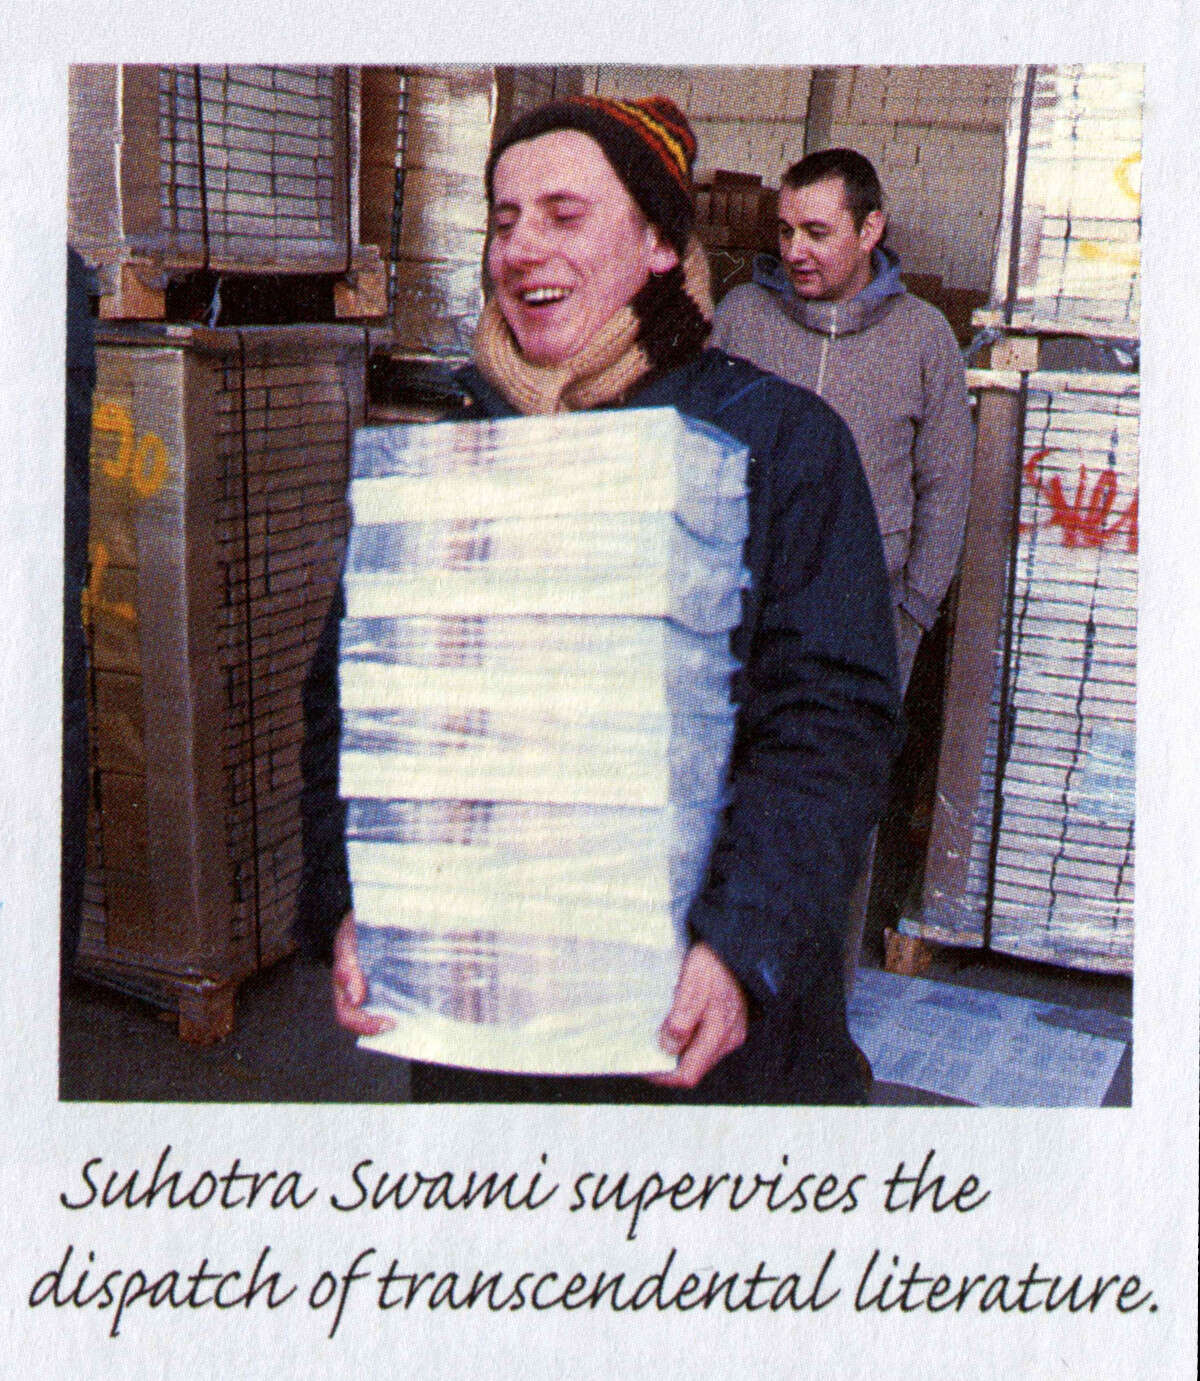 Suhotra Swami supervises the
dispatch of transcendental literature.